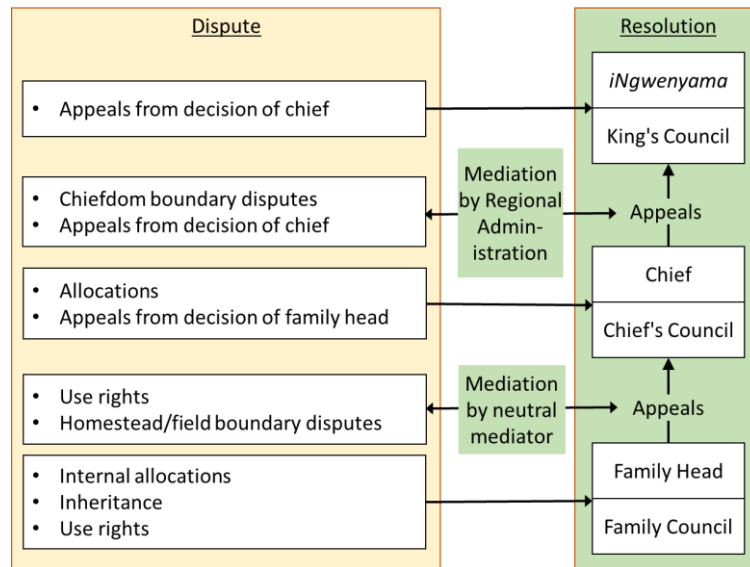 Dispute
Resolution
• Appeals from decision of chief
iNgwenyama
King's Council
• Chiefdom boundary disputes
• Appeals from decision of chief
Mediation
by Regional
Admin-
istration
Appeals
• Allocations
• Appeals from decision of family head
Chief
Chief's Council
• Use rights
• Homestead/field boundary disputes
Mediation
by neutral
mediator
Appeals
• Internal allocations
• Inheritance
• Use rights
Family Head
Family Council